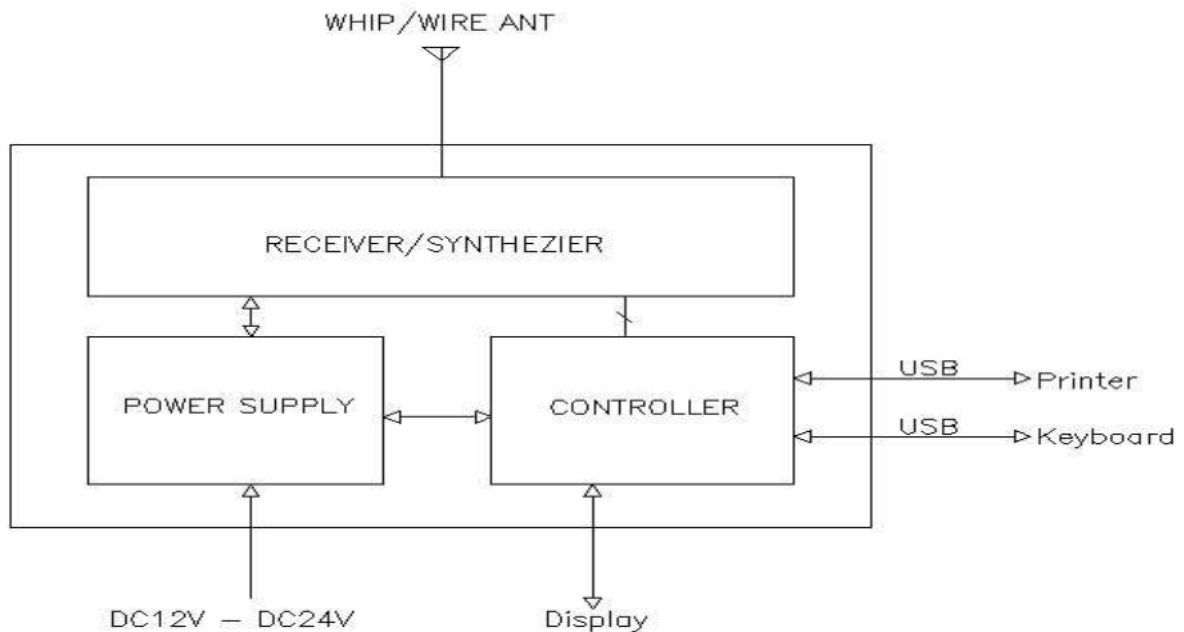 WHIP/WIRE ANT
RECEIVER/SYNTHEZIER
POWER SUPPLY
CONTROLLER
USB
Printer
USB
Keyboard
DC12V – DC24V
Display